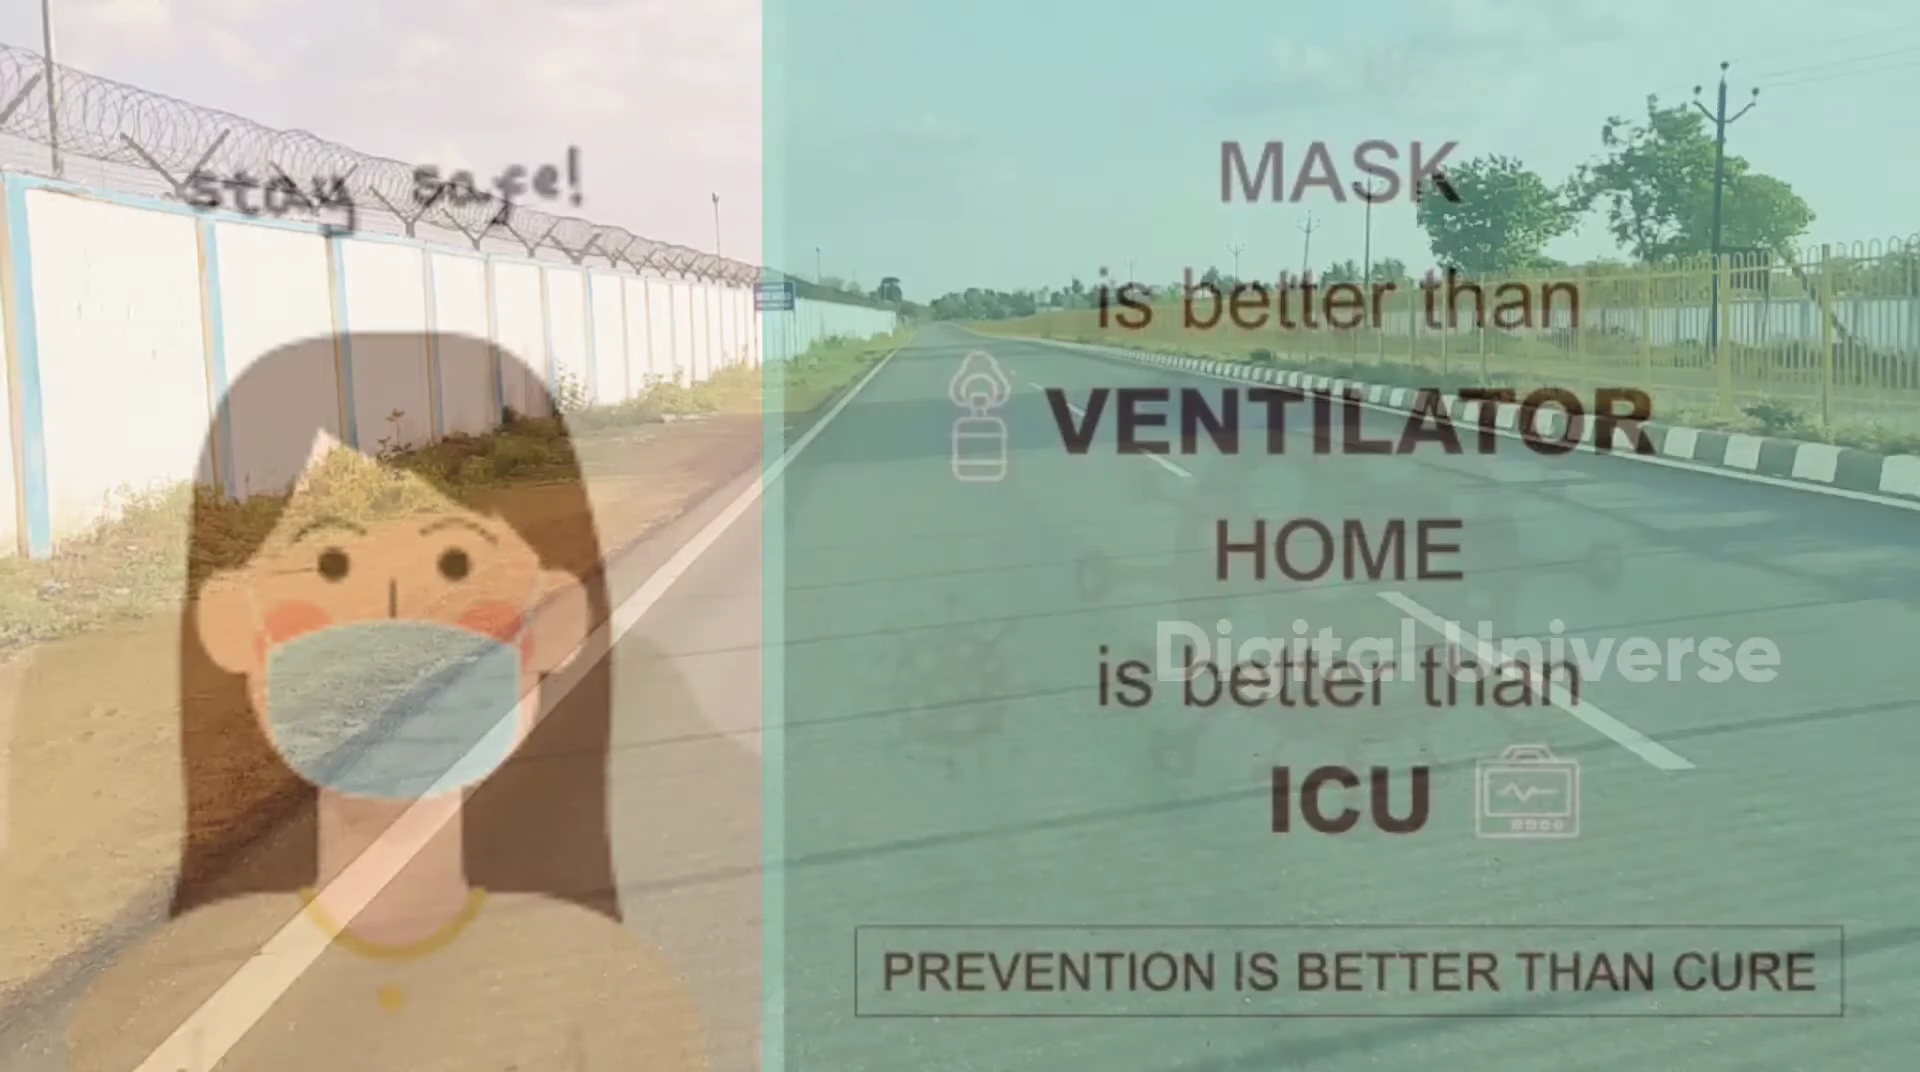 stay safe!
MASK
is better than
VENTILATOR
HOME
is better than
Digital Universe
ICU
PREVENTION IS BETTER THAN CURE